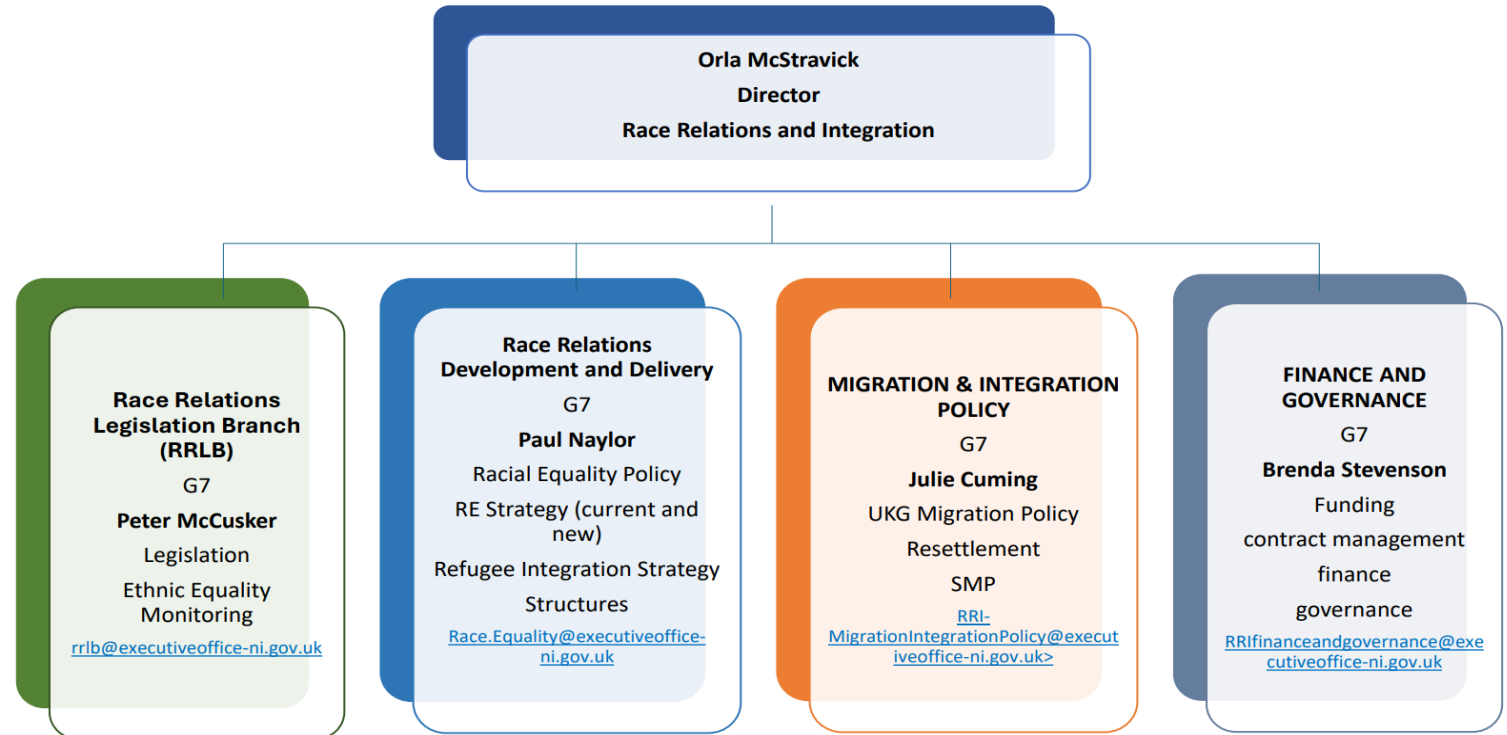 Orla McStravick
Director
Race Relations and Integration
Race Relations
Legislation Branch
(RRLB)
G7
Peter McCusker
Legislation
Ethnic Equality
Monitoring
rrlb@executiveoffice-ni.gov.uk
Race Relations
Development and Delivery
G7
Paul Naylor
Racial Equality Policy
RE Strategy (current and
new)
Refugee Integration Strategy
Structures
Race.Equality@executiveoffice-
ni.gov.uk
MIGRATION & INTEGRATION
POLICY
G7
Julie Cuming
UKG Migration Policy
Resettlement
SMP
RRI-
MigrationIntegrationPolicy@execut
iveoffice-ni.gov.uk>
FINANCE AND
GOVERNANCE
G7
Brenda Stevenson
Funding
contract management
finance
governance
RRIfinanceandgovernance@exe
cutiveoffice-ni.gov.uk